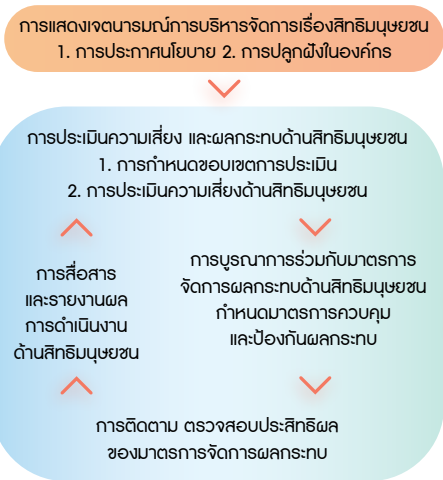 การแสดงเจตนารมณ์การบริหารจัดการเรื่องสิทธิมนุษยชน
1. การประกาศนโยบาย 2. การปลูกฝังในองค์กร
การประเมินความเสี่ยง และผลกระทบด้านสิทธิมนุษยชน
1. การกำหนดขอบเขตการประเมิน
2. การประเมินความเสี่ยงด้านสิทธิมนุษยชน
การบูรณาการร่วมกับมาตรการ
จัดการผลกระทบด้านสิทธิมนุษยชน
กำหนดมาตรการควบคุม
และป้องกันผลกระทบ
การติดตาม ตรวจสอบประสิทธิผล
ของมาตรการจัดการผลกระทบ
การสื่อสาร
และรายงานผล
การดำเนินงาน
ด้านสิทธิมนุษยชน